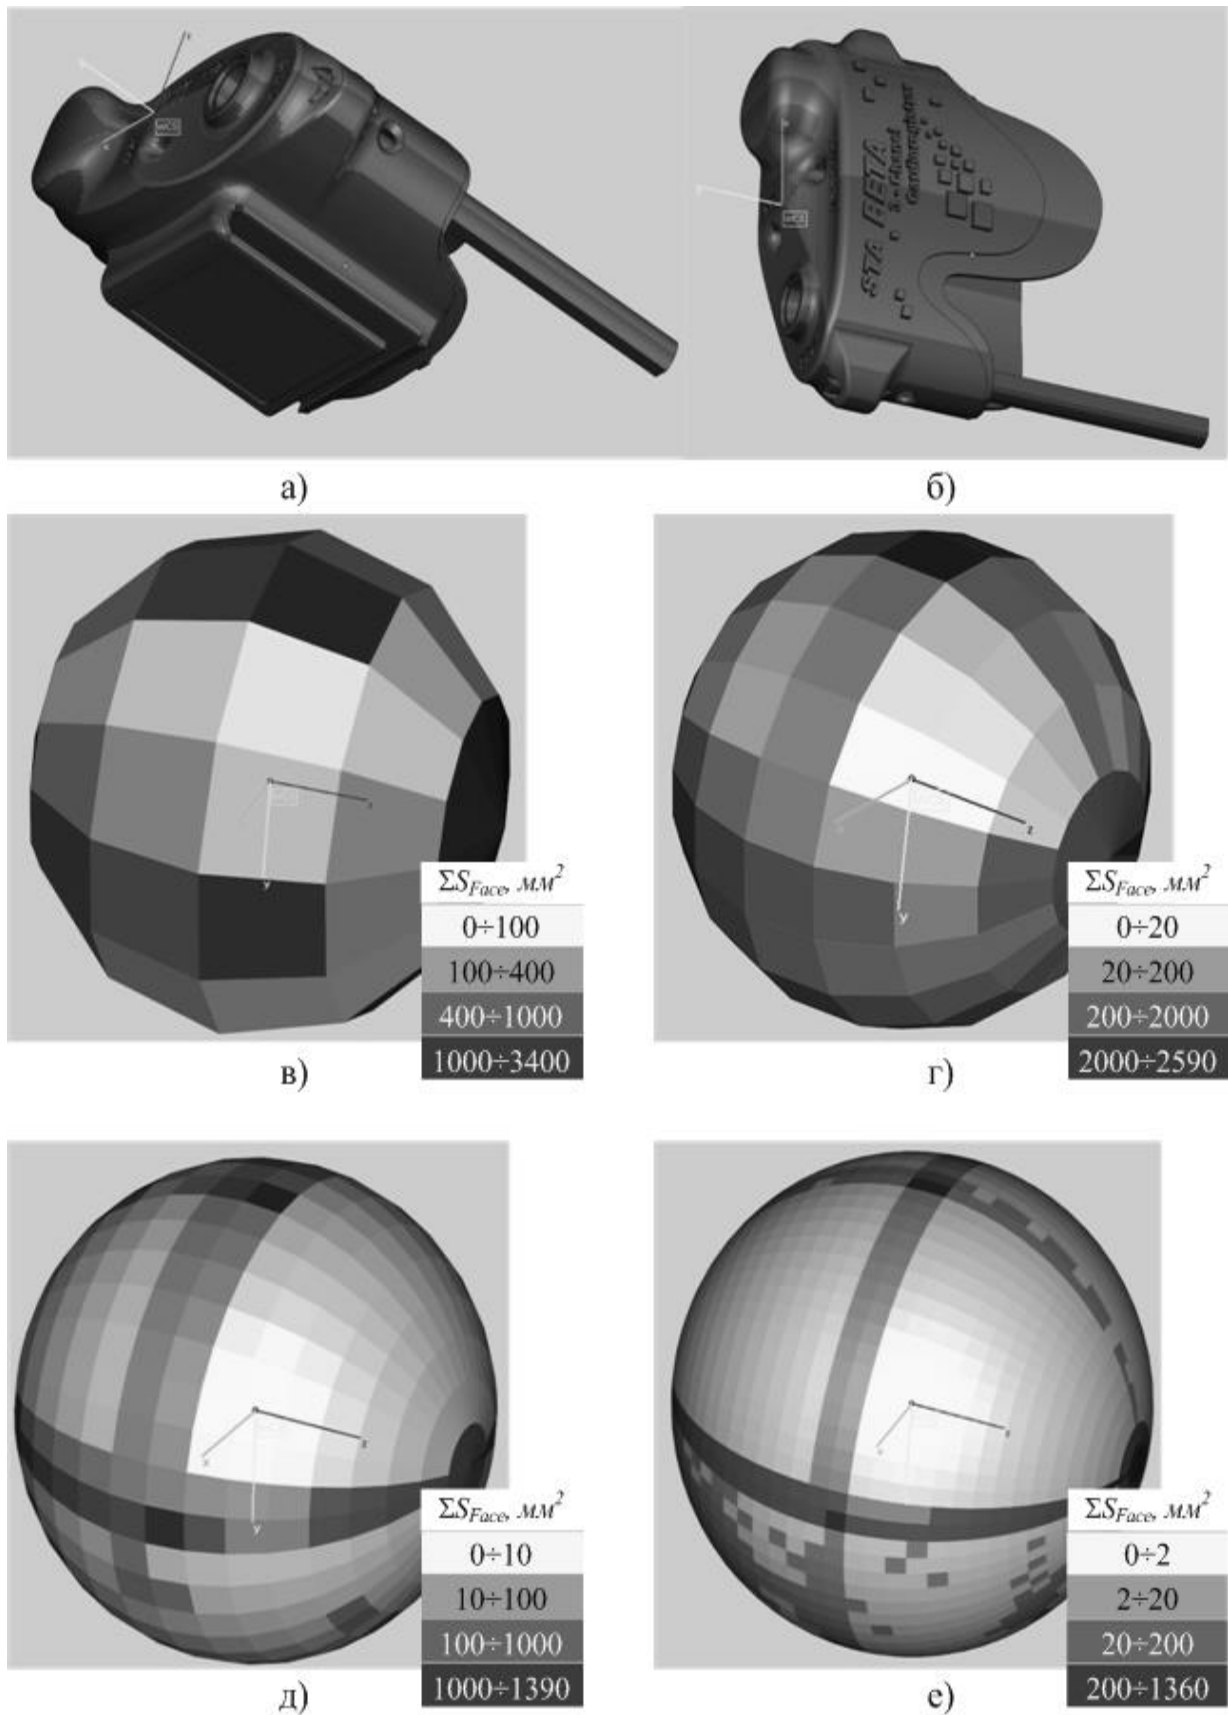 STA BETA
а)
б)
y
z
ΣS_Face, мм²
0÷100
100÷400
400÷1000
1000÷3400
ΣS_Face, мм²
0÷20
20÷200
200÷2000
2000÷2590
в)
г)
x
y
z
ΣS_Face, мм²
0÷10
10÷100
100÷1000
1000÷1390
ΣS_Face, мм²
0÷2
2÷20
20÷200
200÷1360
д)
е)